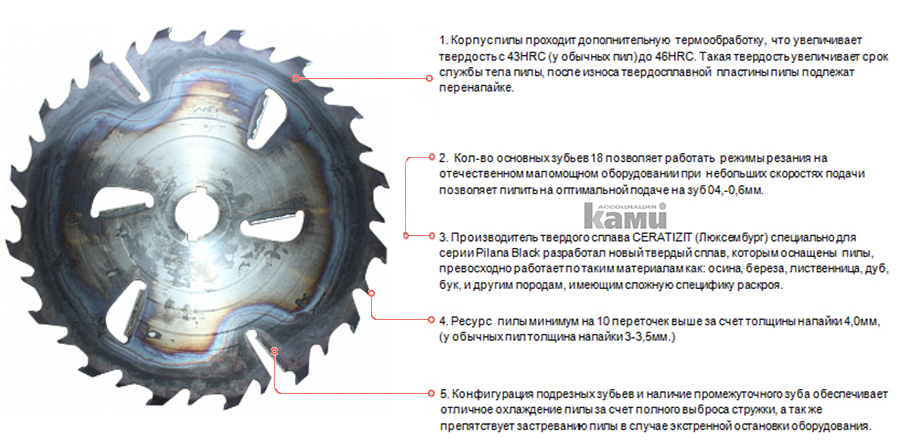 1. Корпус пилы проходит дополнительную термообработку, что увеличивает
твердость с 43HRC (у обычных пил) до 46HRC. Такая твердость увеличивает срок
службы тела пилы, после износа твердосплавной пластины пилы подлежат
перенапайке.
2. Кол-во основных зубьев 18 позволяет работать режимы резания на
отечественном маломощном оборудовании при небольших скоростях подачи
позволяет пилить на оптимальной подаче на зуб 04,-0,6мм.
АССОЦИАЦИЯ
Kaми
3. Производитель твердого сплава CERATIZIT (Люксембург) специально для
серии Pilana Black разработал новый твердый сплав, которым оснащены пилы,
превосходно работает по таким материалам как: осина, береза, лиственница, дуб,
бук, и другим породам, имеющим сложную специфику раскроя.
4. Ресурс пилы минимум на 10 переточек выше за счет толщины напайки 4,0мм,
(у обычных пил толщина напайки 3-3,5мм.)
5. Конфигурация подрезных зубьев и наличие промежуточного зуба обеспечивает
отличное охлаждение пилы за счет полного выброса стружки, а так же
препятствует застреванию пилы в случае экстренной остановки оборудования.